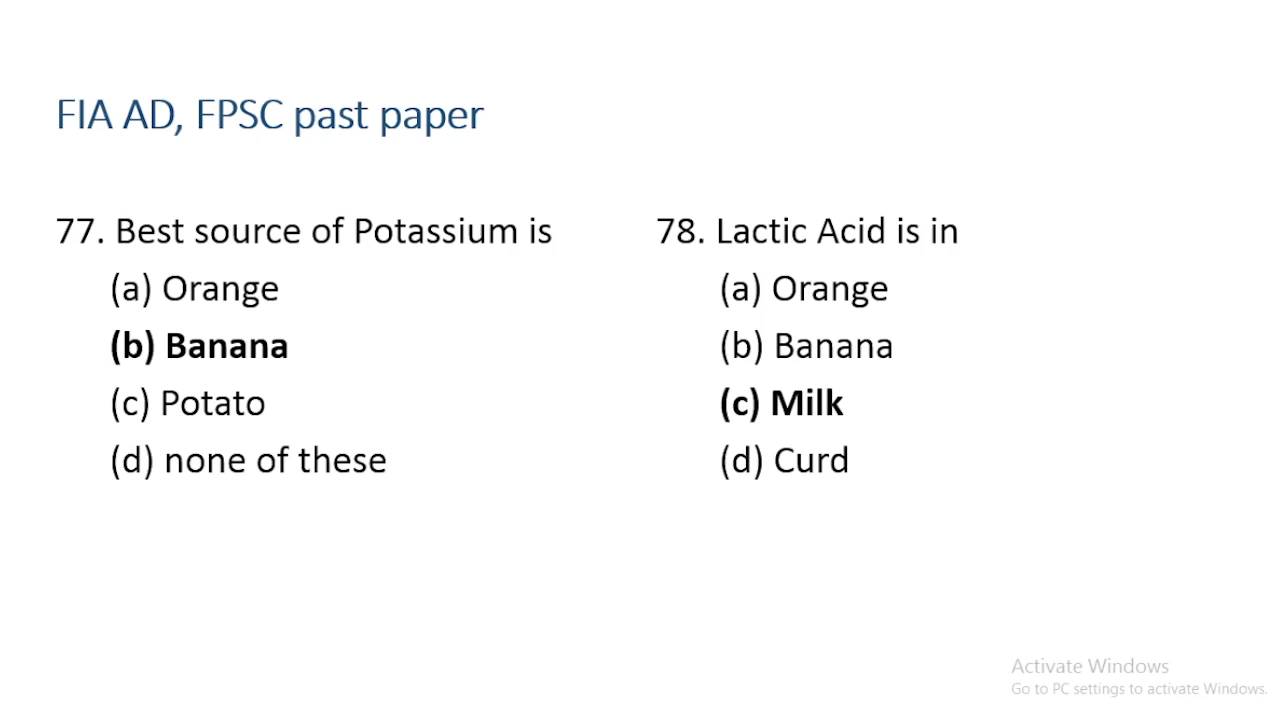 FIA AD, FPSC past paper
77. Best source of Potassium is
(a) Orange
(b) Banana
(c) Potato
(d) none of these
78. Lactic Acid is in
(a) Orange
(b) Banana
(c) Milk
(d) Curd
Activate Windows
Go to PC settings to activate Windows.